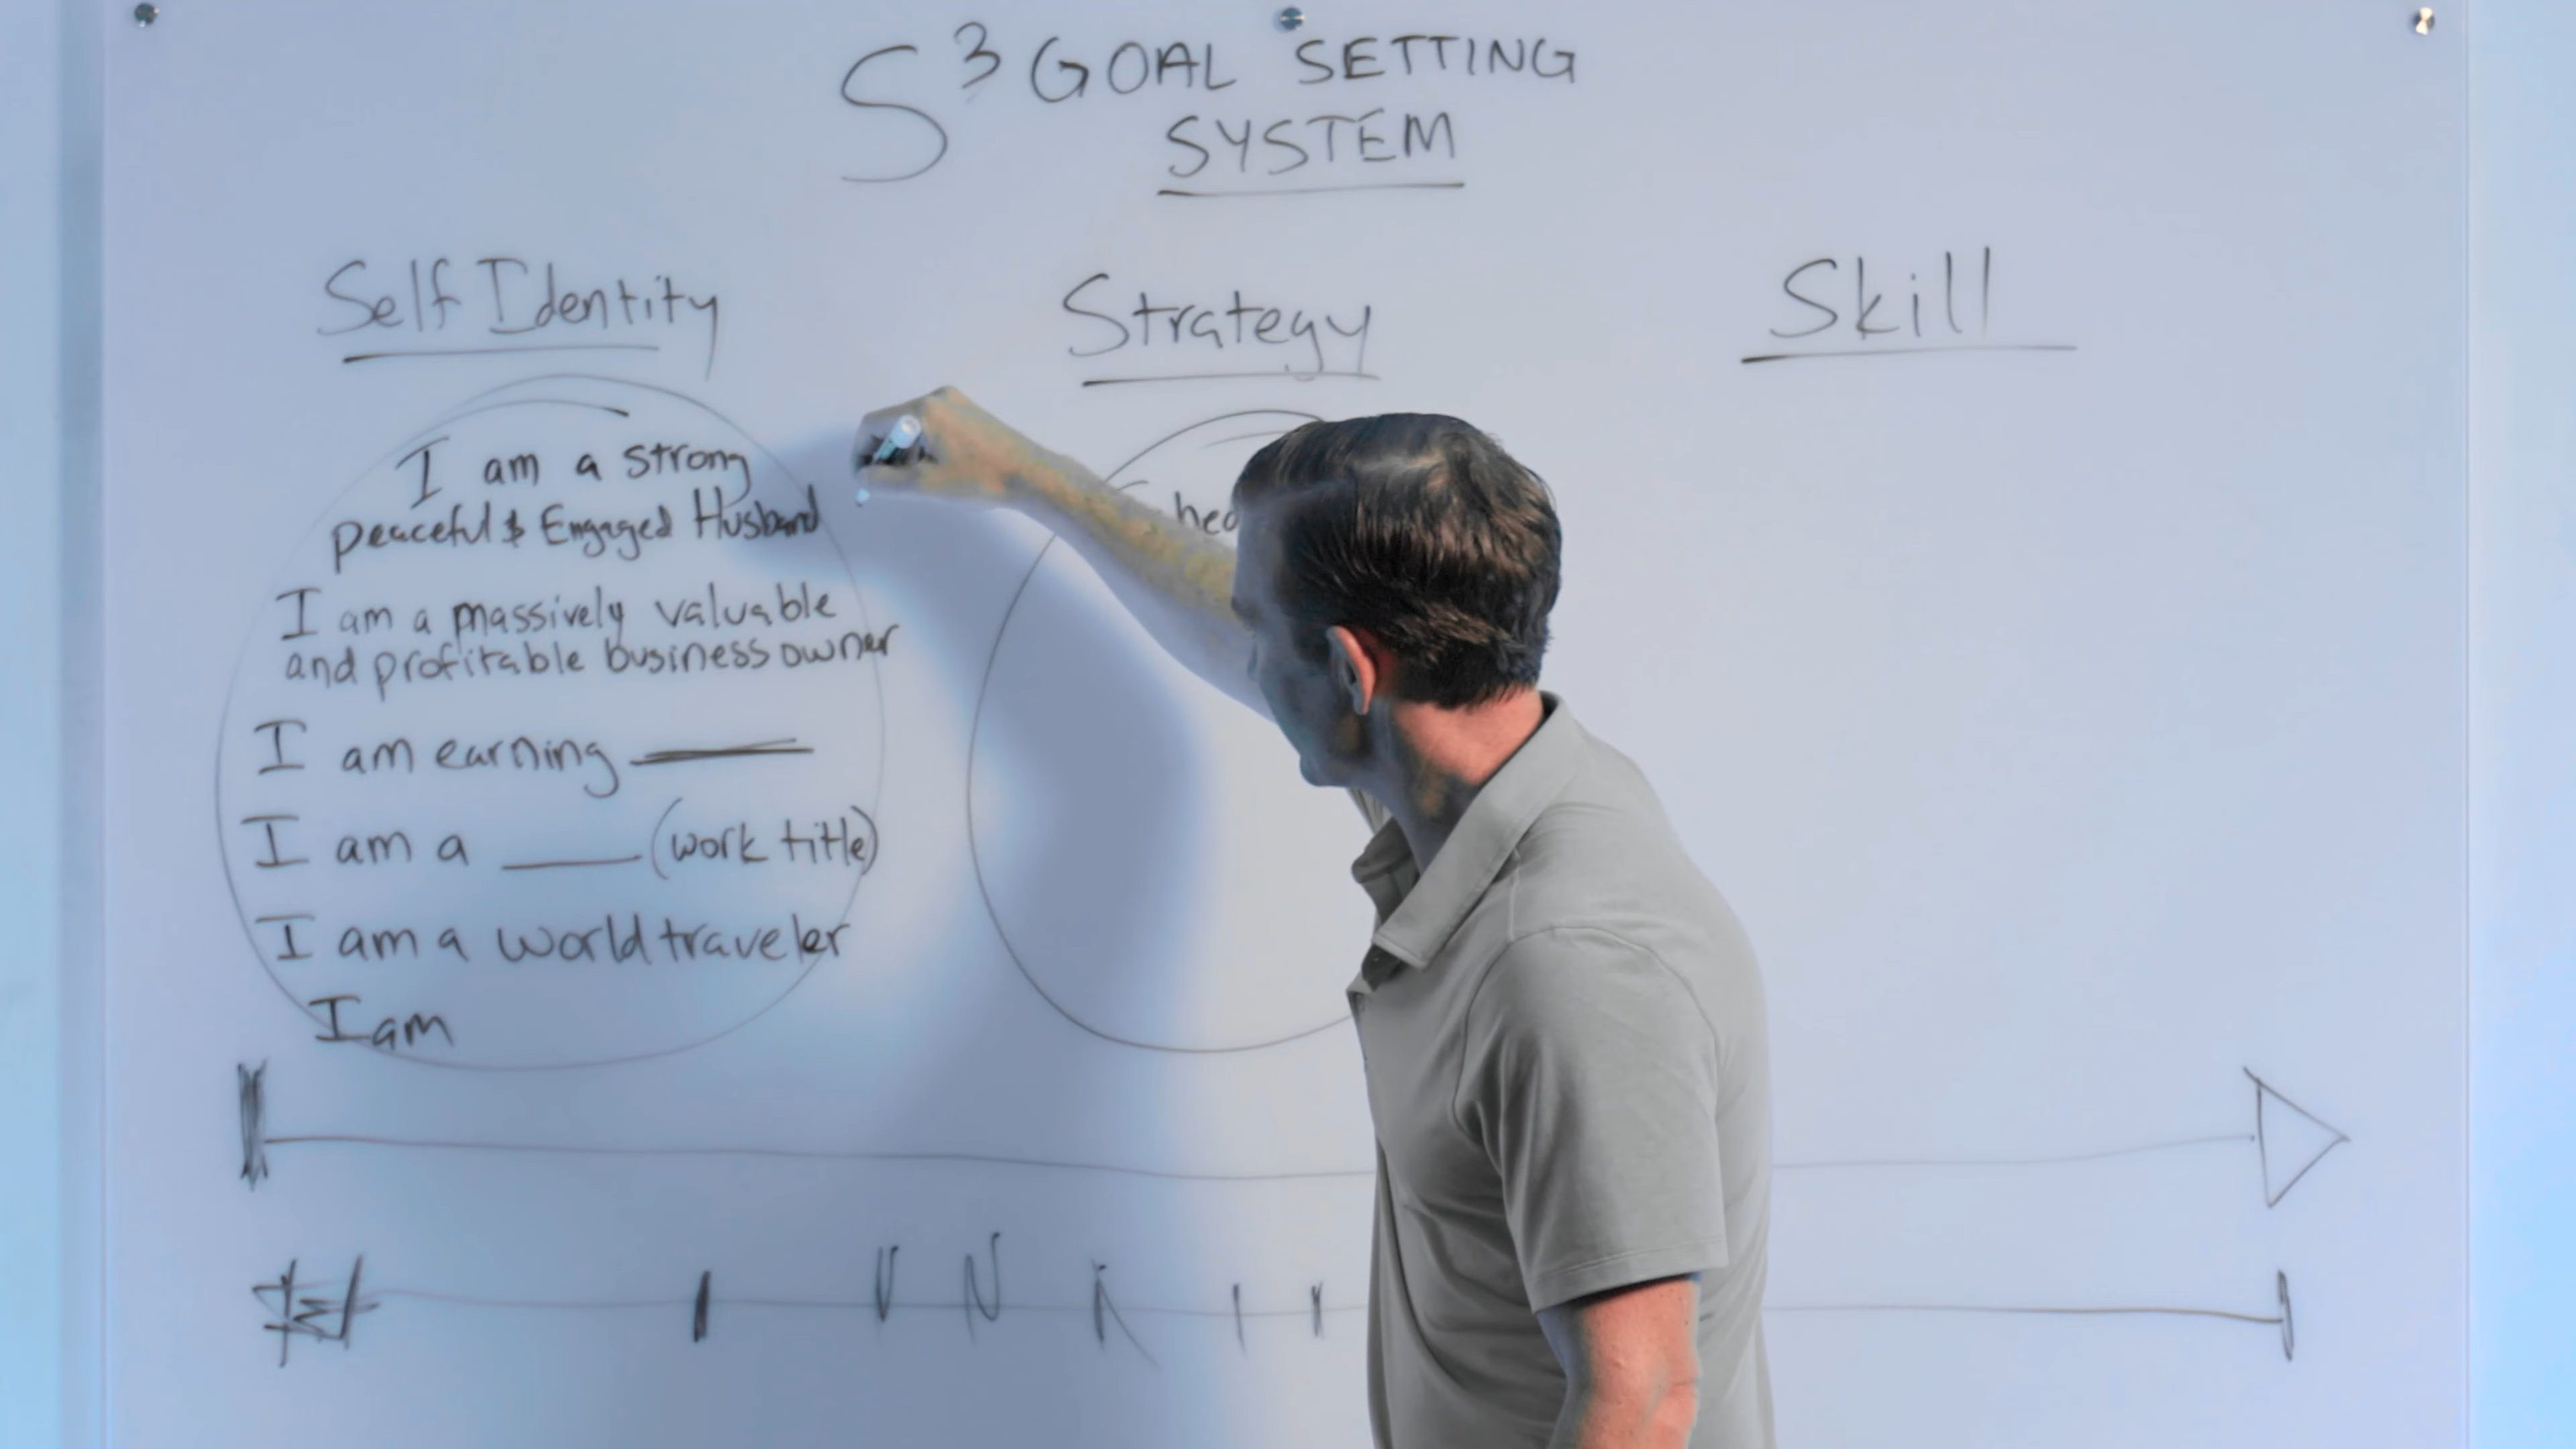 S³ GOAL SETTING
SYSTEM
Self Identity
Strategy
Skill
I am a strong
peaceful & Engaged Husband
I am a massively valuable
and profitable business owner
I am earning
I am a ____ (work title)
I am a world traveler
I am